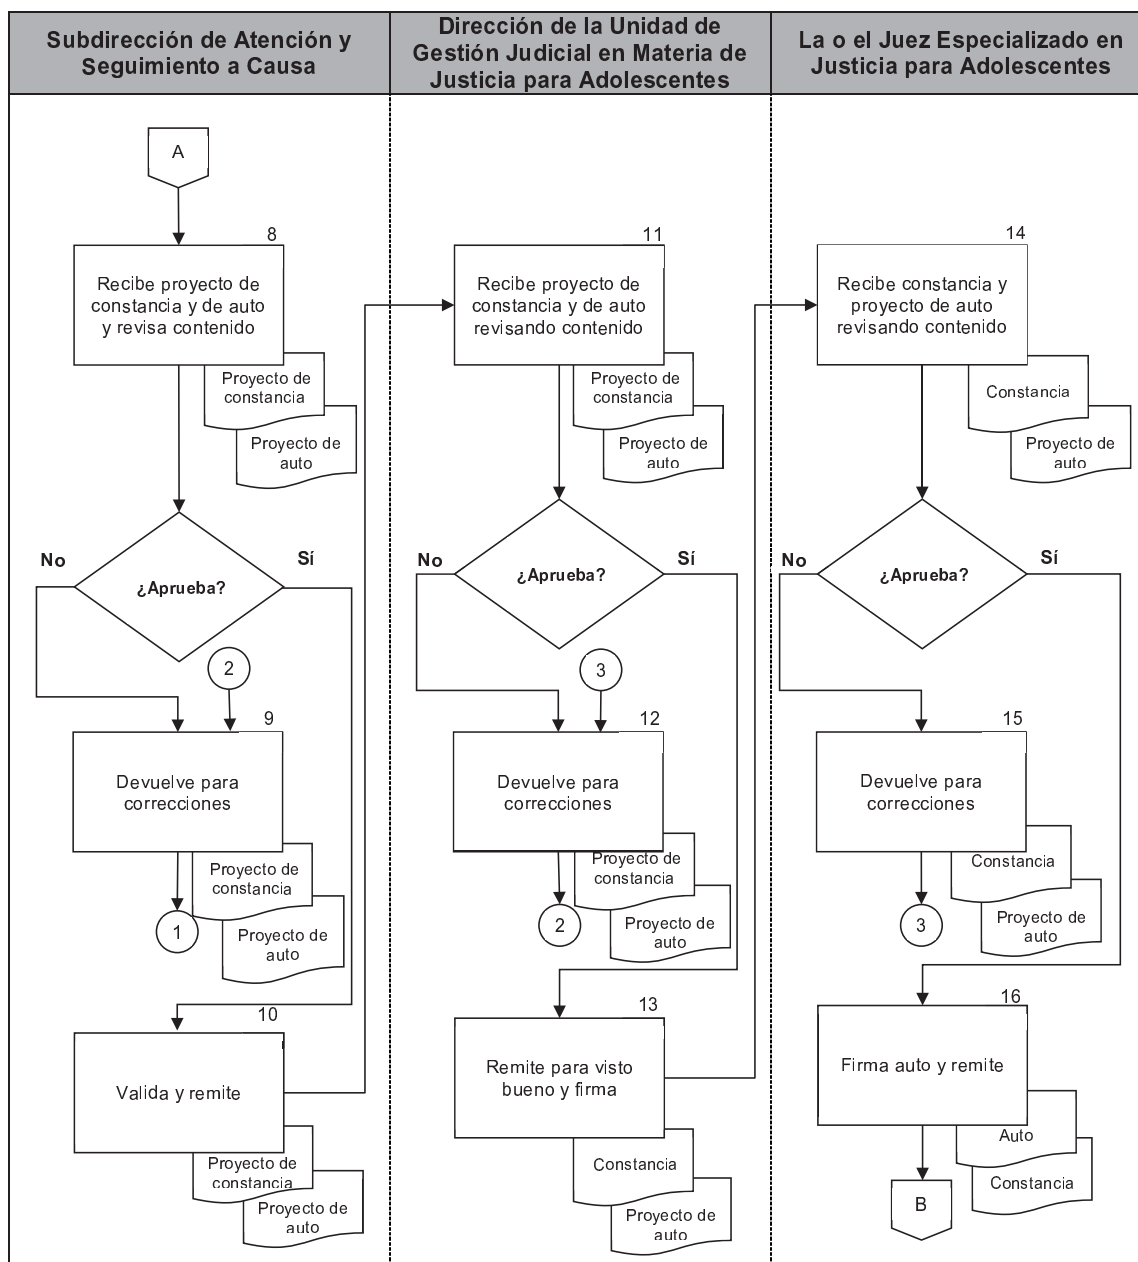 Subdirección de Atención y
Seguimiento a Causa
Dirección de la Unidad de
Gestión Judicial en Materia de
Justicia para Adolescentes
La o el Juez Especializado en
Justicia para Adolescentes
A
8
Recibe proyecto de
constancia y de auto
y revisa contenido
Proyecto de
constancia
Proyecto de
auto
No
¿Aprueba?
Sí
2
9
Devuelve para
correcciones
Proyecto de
constancia
Proyecto de
auto
1
10
Valida y remite
Proyecto de
constancia
Proyecto de
auto
11
Recibe proyecto de
constancia y de auto
revisando contenido
Proyecto de
constancia
Proyecto de
auto
No
¿Aprueba?
Sí
3
12
Devuelve para
correcciones
Proyecto de
constancia
Proyecto de
auto
2
13
Remite para visto
bueno y firma
Constancia
Proyecto de
auto
14
Recibe constancia y
proyecto de auto
revisando contenido
Constancia
Proyecto de
auto
No
¿Aprueba?
Sí
15
Devuelve para
correcciones
Constancia
Proyecto de
auto
3
16
Firma auto y remite
Auto
Constancia
B